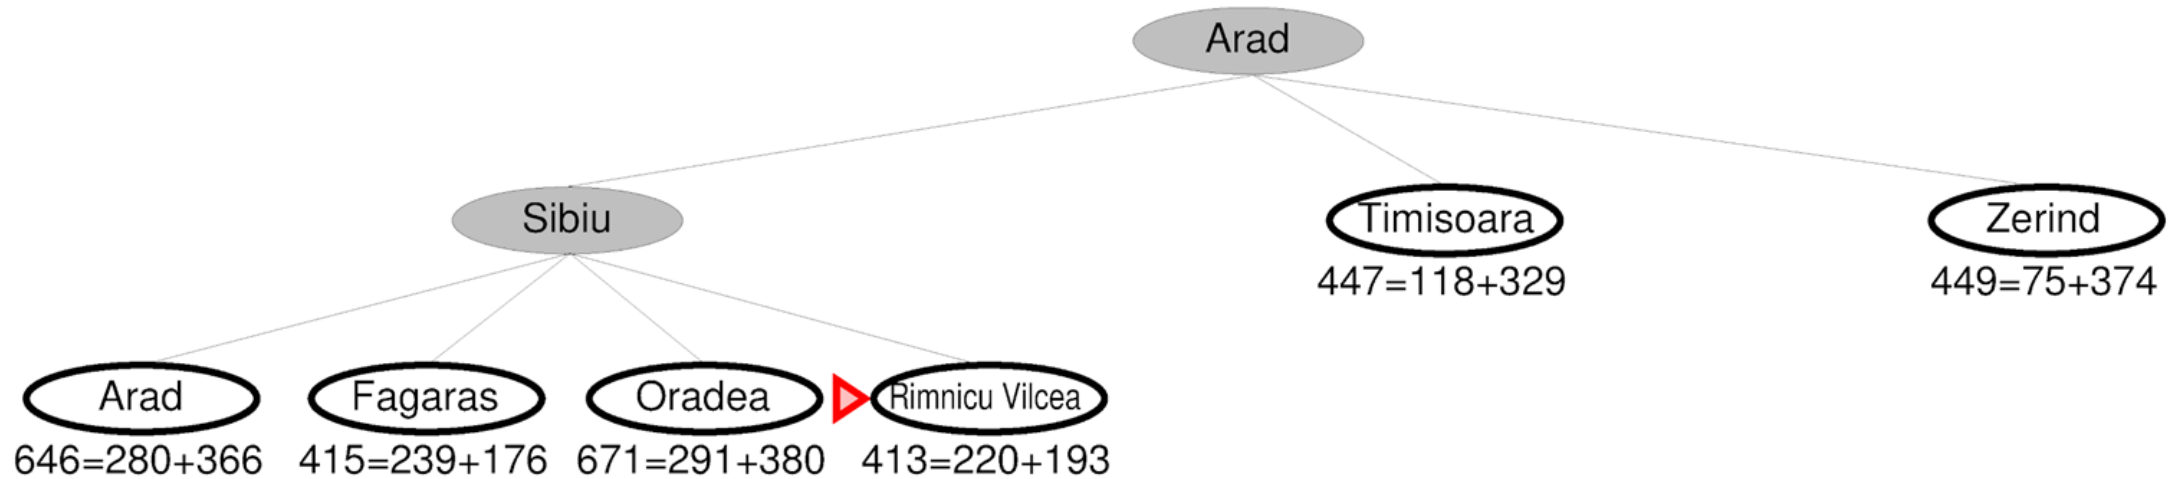 Arad
Sibiu
Timisoara
Zerind
447=118+329
449=75+374
Arad
Fagaras
Oradea
Rimnicu Vilcea
646=280+366
415=239+176
671=291+380
413=220+193